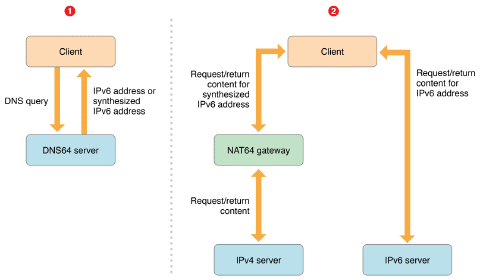 1
Client
DNS query
IPv6 address or
synthesized
IPv6 address
DNS64 server
2
Client
Request/return
content for
synthesized
IPv6 address
Request/return
content for
IPv6 address
NAT64 gateway
Request/return
content
IPv4 server
IPv6 server